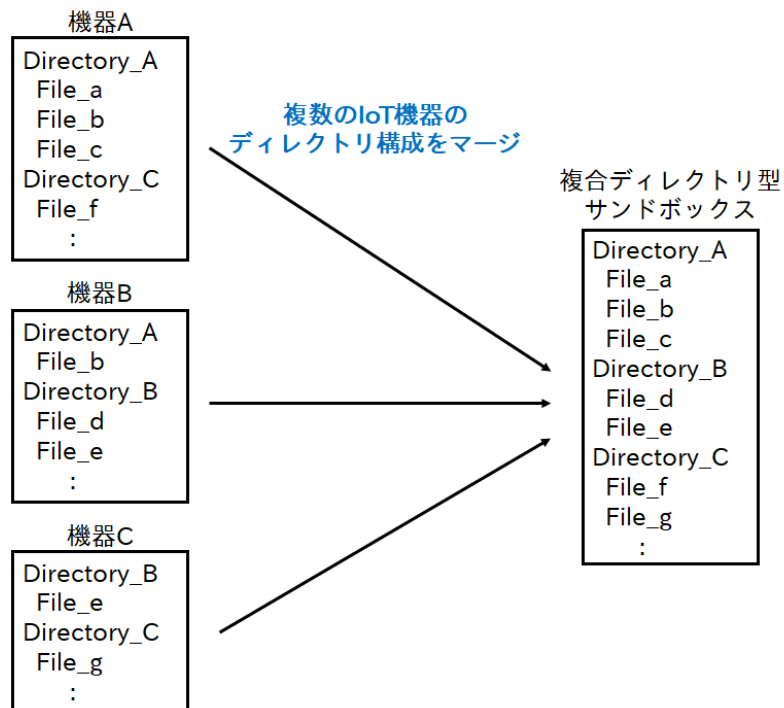 機器A
Directory_A
File_a
File_b
File_c
Directory_C
File_f
:
複数のIoT機器の
ディレクトリ構成をマージ
機器B
Directory_A
File_b
Directory_B
File_d
File_e
:
機器C
Directory_B
File_e
Directory_C
File_g
:
複合ディレクトリ型
サンドボックス
Directory_A
File_a
File_b
File_c
Directory_B
File_d
File_e
Directory_C
File_f
File_g
: